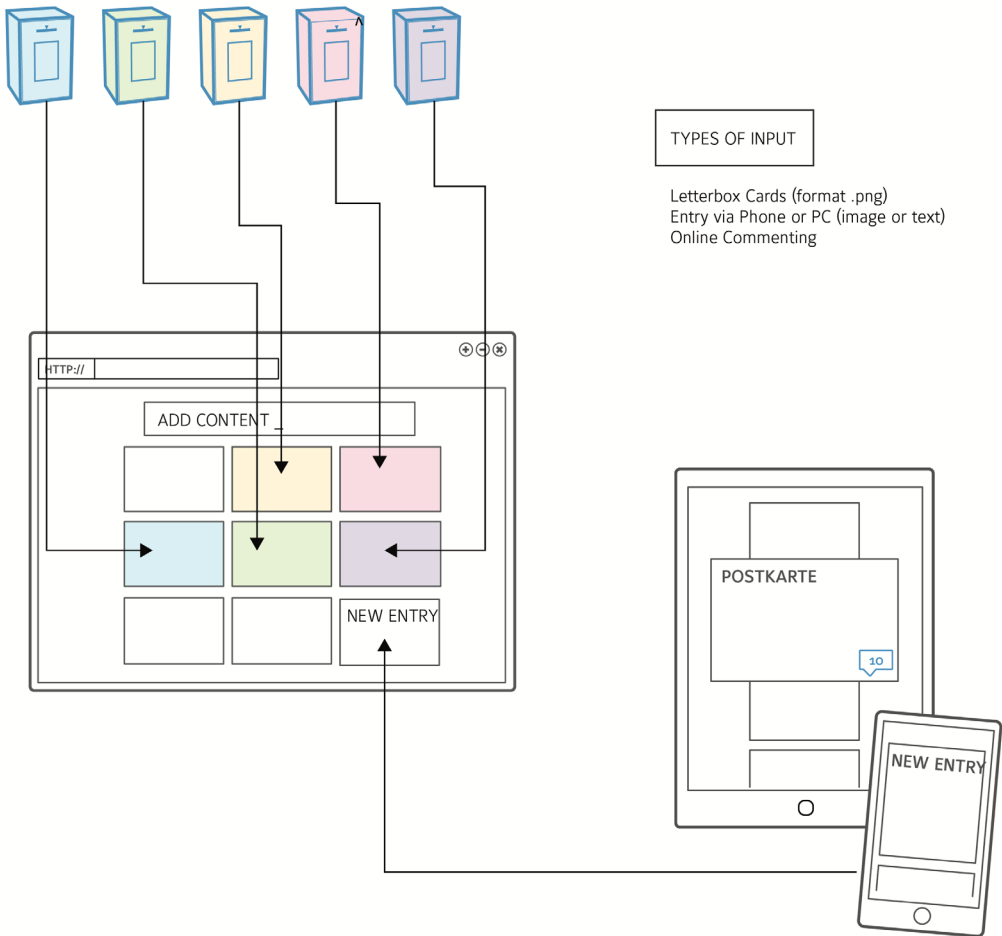 TYPES OF INPUT
Letterbox Cards (format .png)
Entry via Phone or PC (image or text)
Online Commenting
HTTP://
ADD CONTENT _
NEW ENTRY
POSTKARTE
10
NEW ENTRY